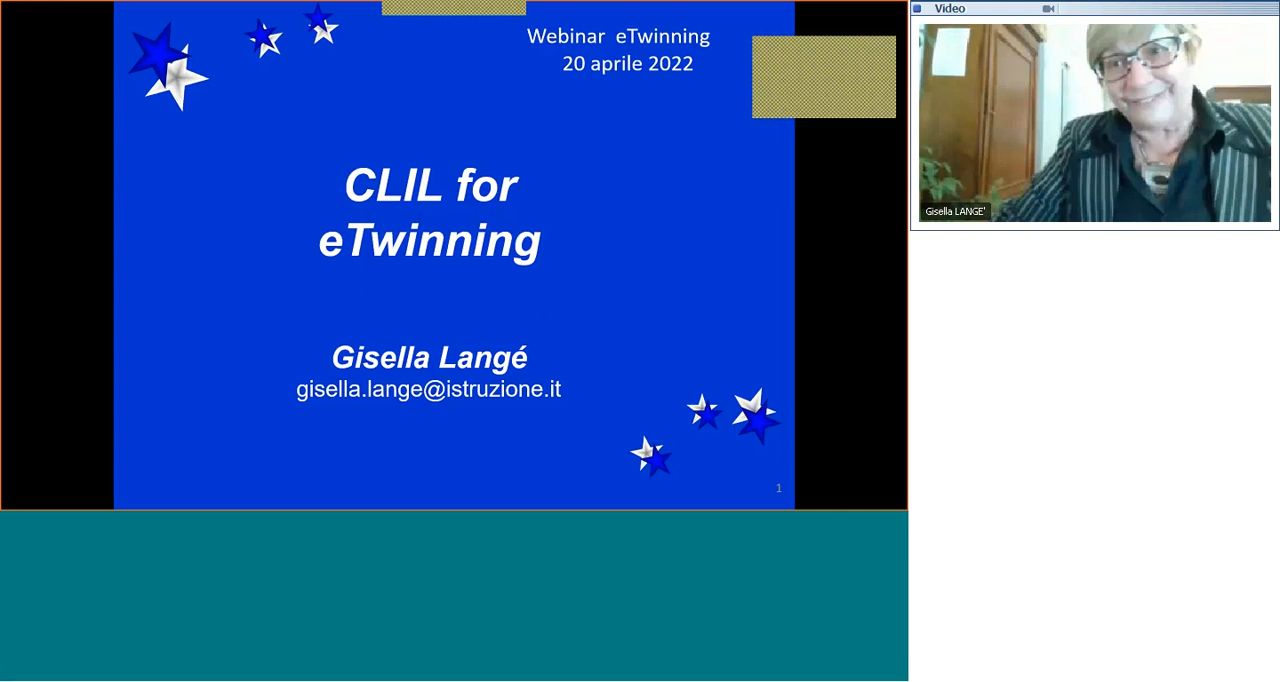 Webinar eTwinning
20 aprile 2022
CLIL for
eTwinning
Gisella Langé
gisella.lange@istruzione.it
1
Video
Gisella LANGE'